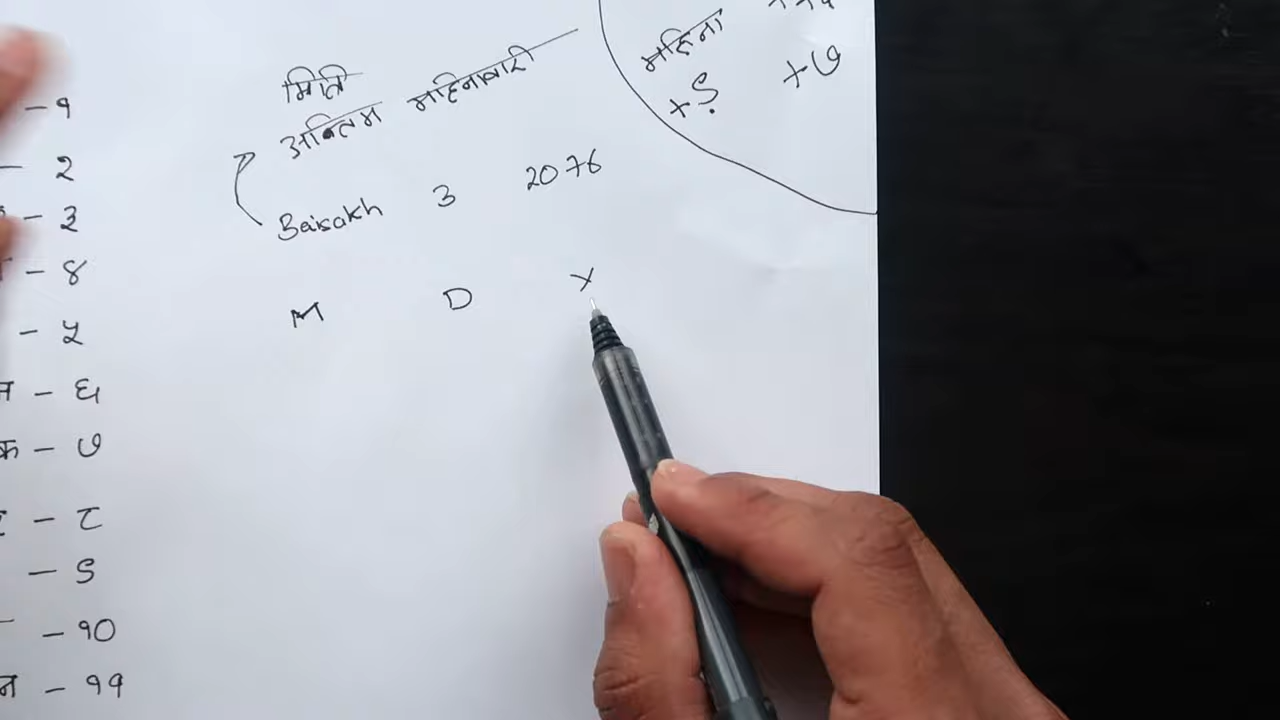 - १
- २
- ३
- ४
- ५
- ६
क - ७
- ८
- ९
- १०
न - ११
मिति
अन्तिम महिनावारी
Baisakh 3 2076
M D Y
महिना
+९
+७